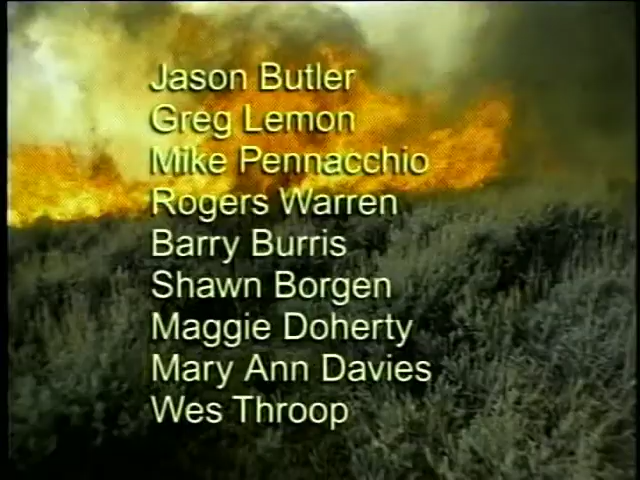 Jason Butler
Greg Lemon
Mike Pennacchio
Rogers Warren
Barry Burris
Shawn Borgen
Maggie Doherty
Mary Ann Davies
Wes Throop